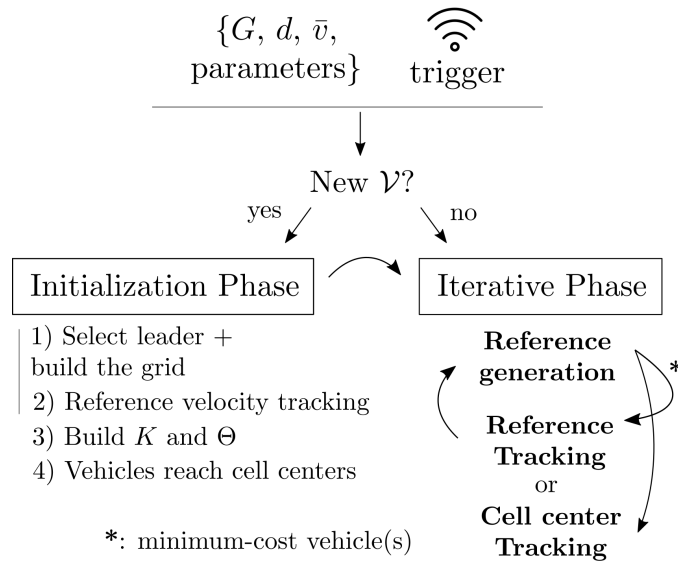 {G, d, v̄,
parameters}
trigger
New 𝒱?
yes
no
Initialization Phase
Iterative Phase
1) Select leader +
build the grid
2) Reference velocity tracking
3) Build K and Θ
4) Vehicles reach cell centers
Reference
generation
*
Reference
Tracking
or
Cell center
Tracking
*: minimum-cost vehicle(s)